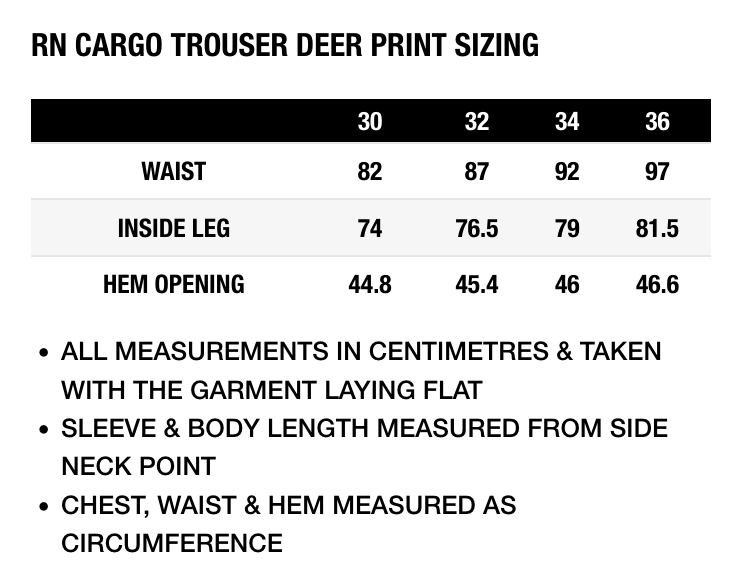 RN CARGO TROUSER DEER PRINT SIZING
30 32 34 36
WAIST 82 87 92 97
INSIDE LEG 74 76.5 79 81.5
HEM OPENING 44.8 45.4 46 46.6
• ALL MEASUREMENTS IN CENTIMETRES & TAKEN
WITH THE GARMENT LAYING FLAT
• SLEEVE & BODY LENGTH MEASURED FROM SIDE
NECK POINT
• CHEST, WAIST & HEM MEASURED AS
CIRCUMFERENCE